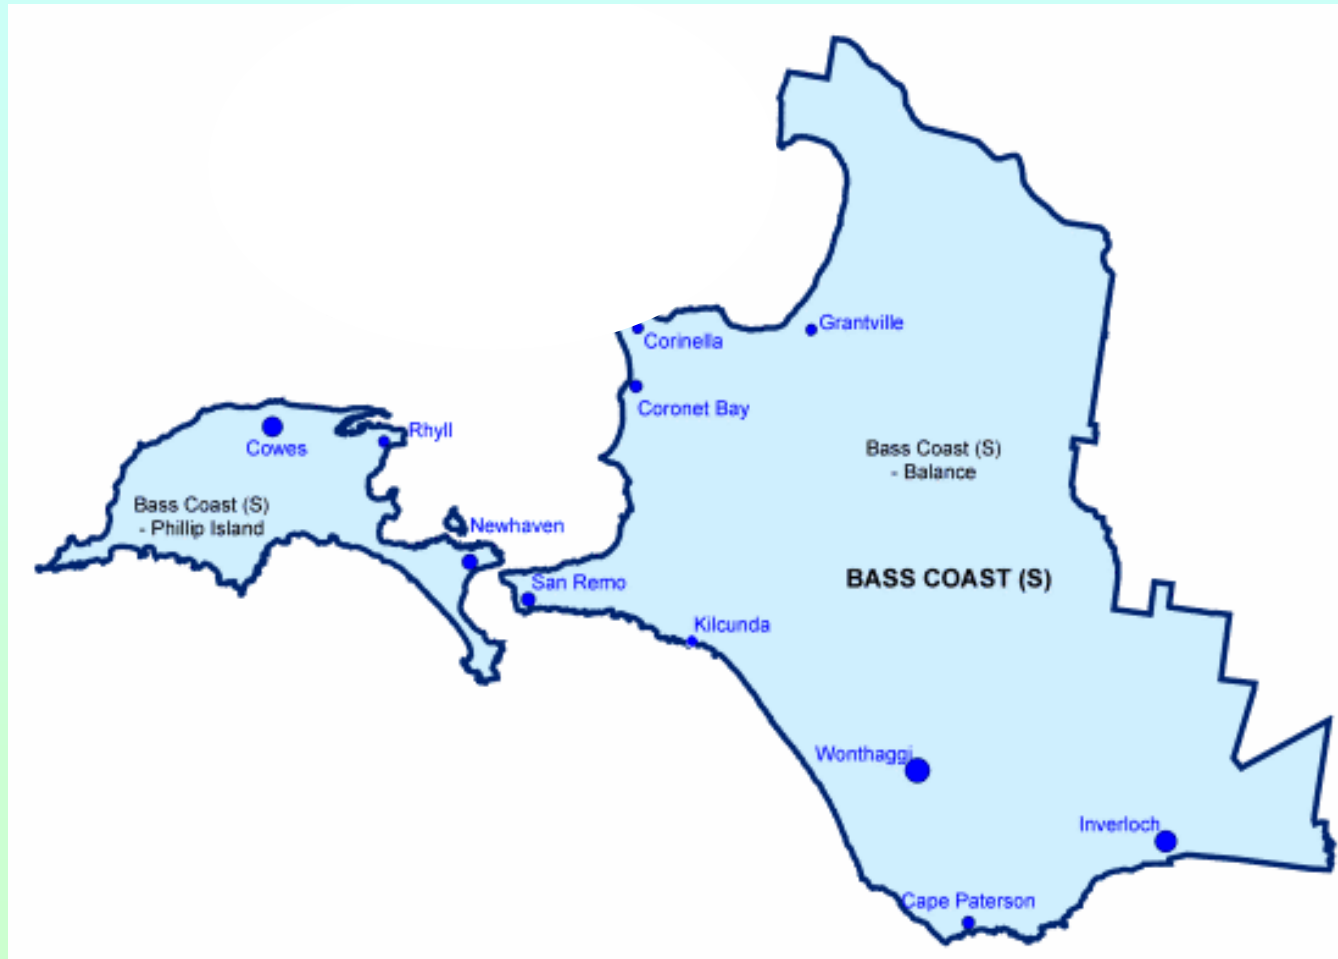 Corinella
Grantville
Coronet Bay
Cowes
Rhyll
Bass Coast (S)
- Balance
Bass Coast (S)
- Phillip Island
Newhaven
San Remo
BASS COAST (S)
Kilcunda
Wonthaggi
Inverloch
Cape Paterson